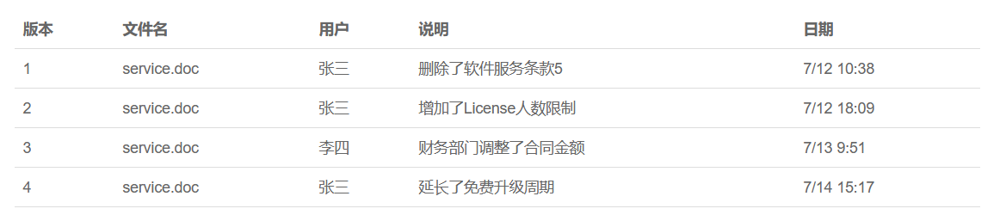 版本 文件名 用户 说明 日期
1 service.doc 张三 删除了软件服务条款5 7/12 10:38
2 service.doc 张三 增加了License人数限制 7/12 18:09
3 service.doc 李四 财务部门调整了合同金额 7/13 9:51
4 service.doc 张三 延长了免费升级周期 7/14 15:17